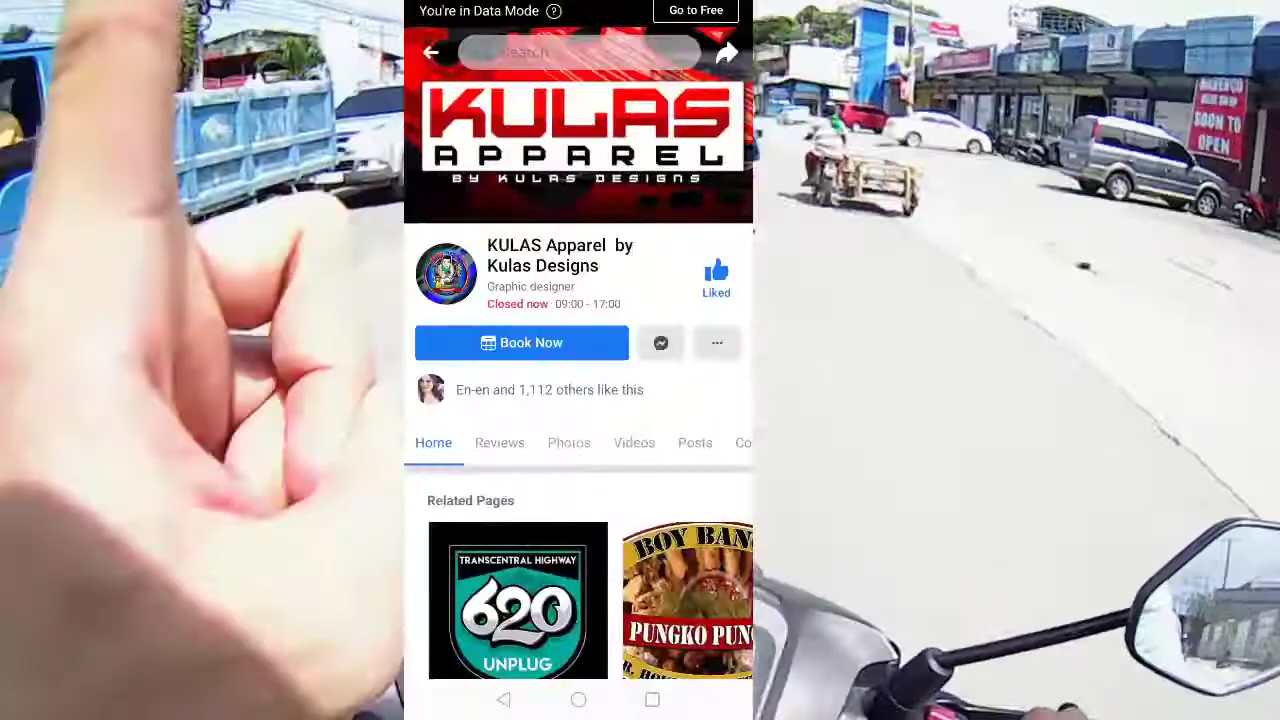 You're in Data Mode
Go to Free
Search
KULAS
APPAREL
BY KULAS DESIGNS
KULAS Apparel by
Kulas Designs
Graphic designer
Closed now 09:00 - 17:00
Liked
Book Now
En-en and 1,112 others like this
Home Reviews Photos Videos Posts Co
Related Pages
TRANSCENTRAL HIGHWAY
620
UNPLUG
BOY BAN
PUNGKO PUN
SOON TO
OPEN